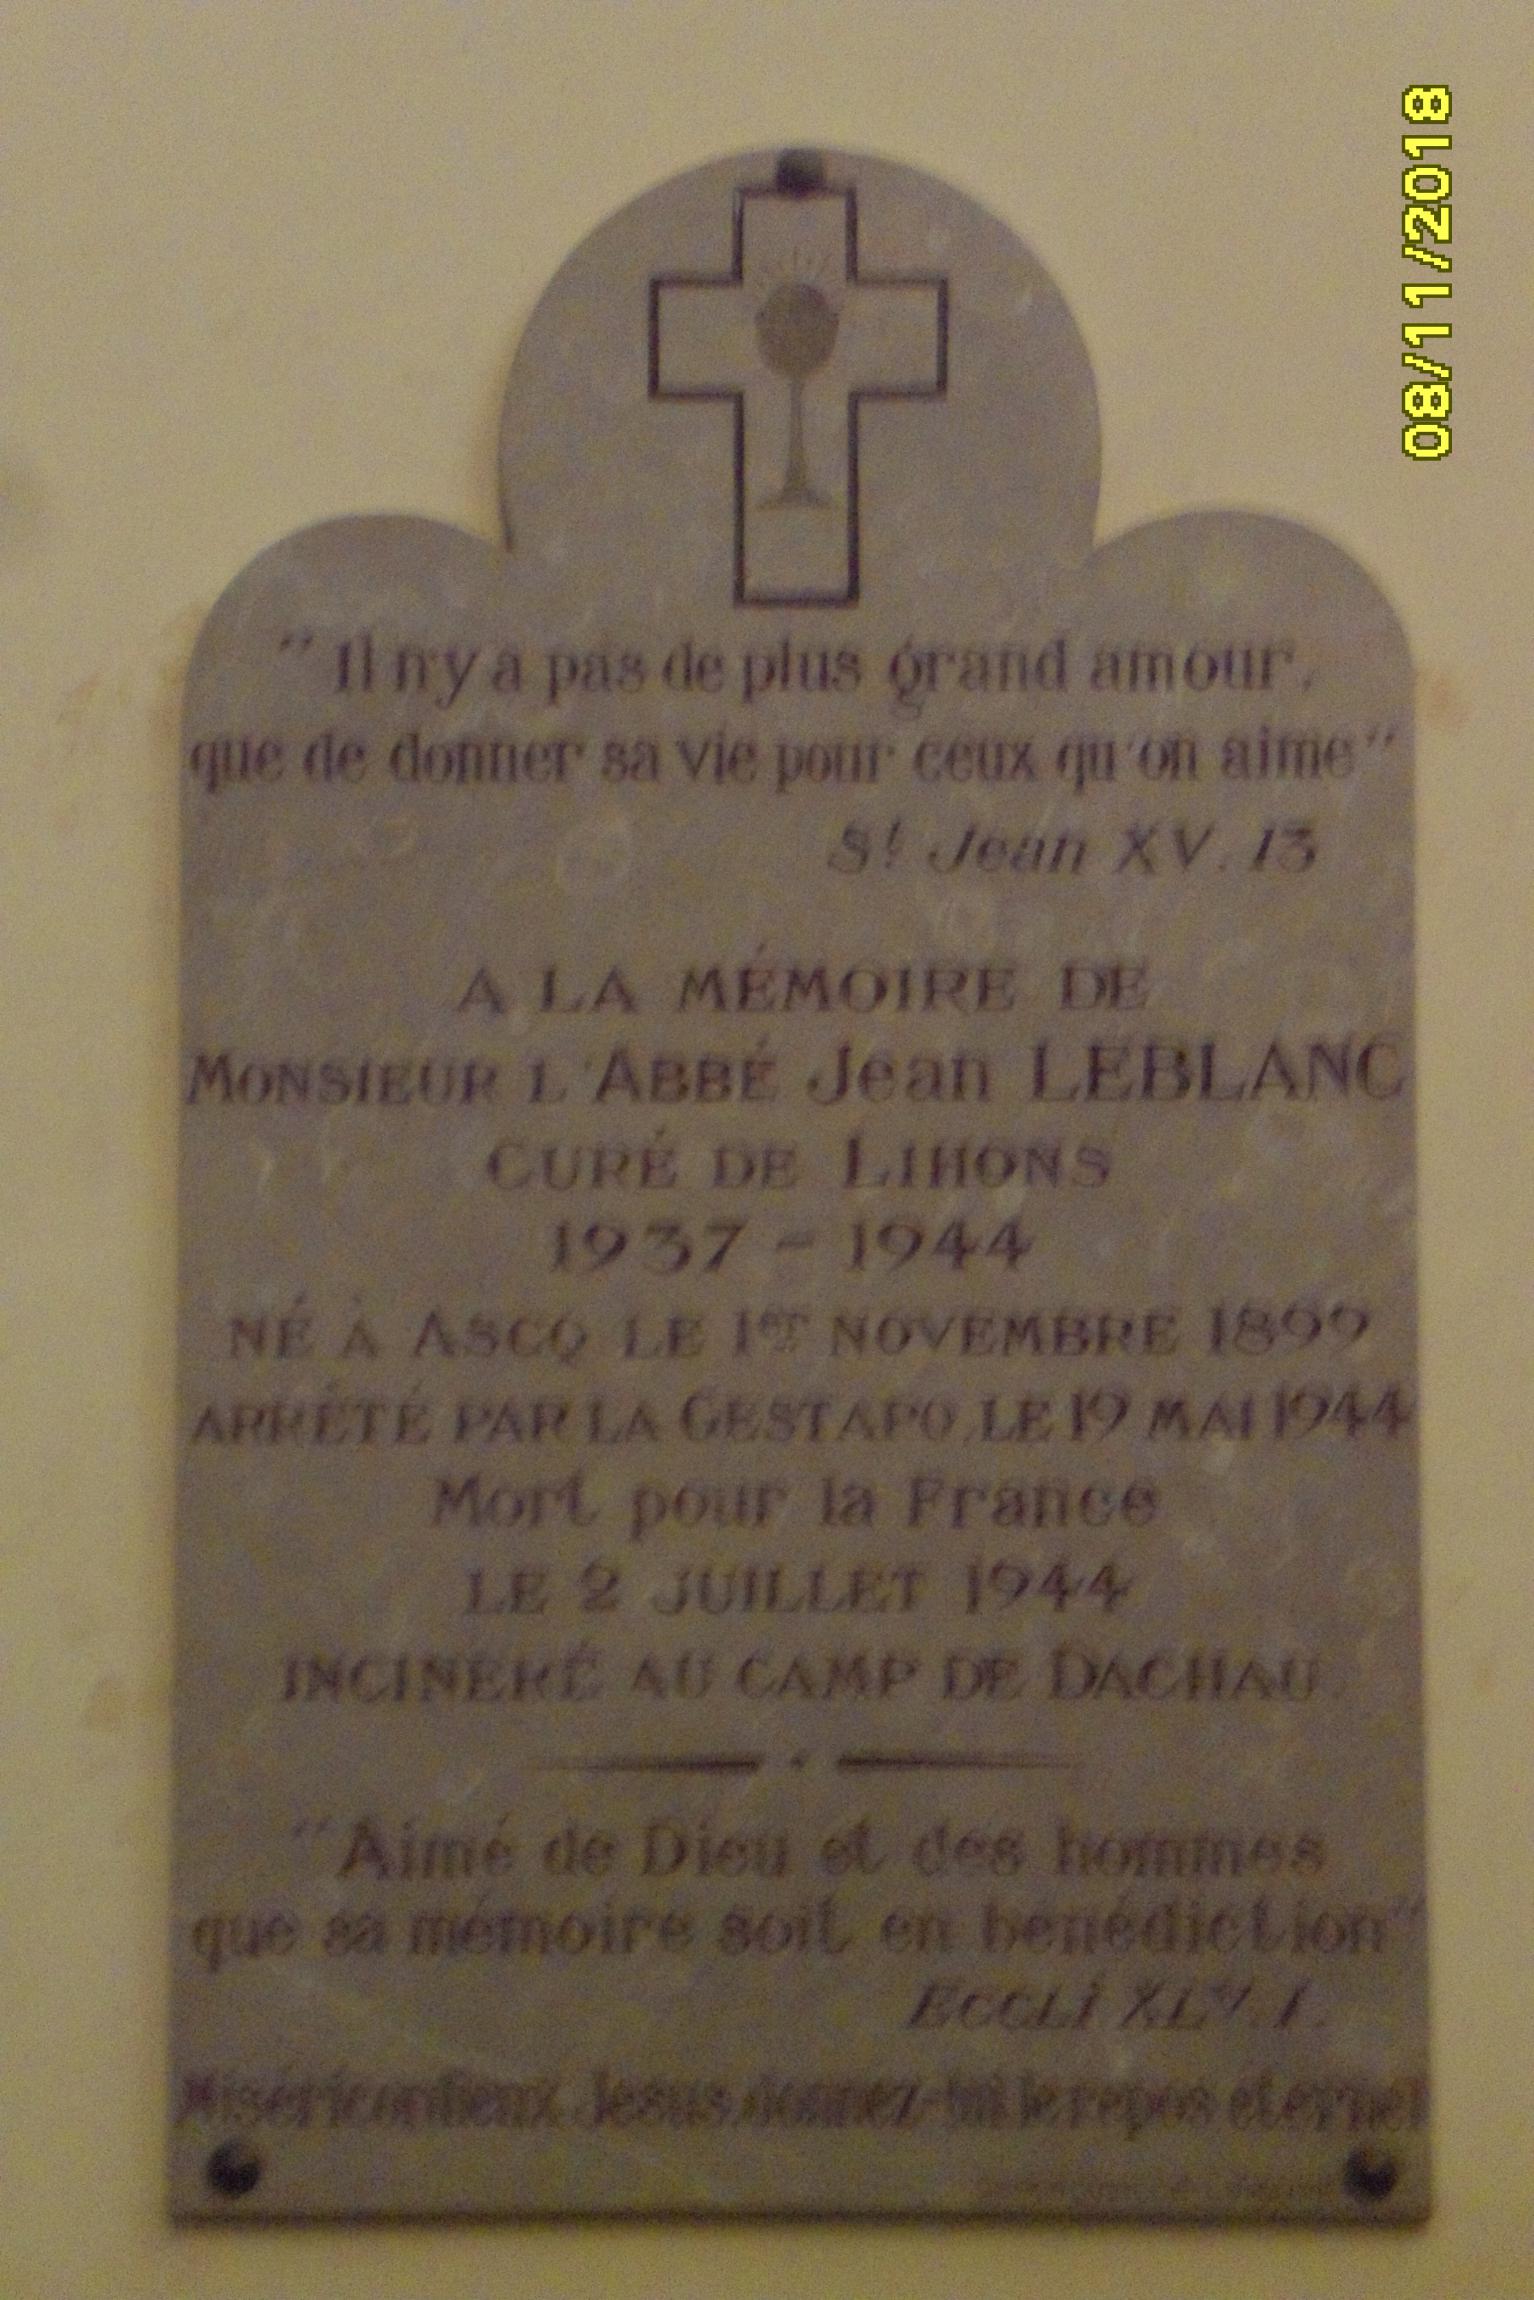 "Il n'y a pas de plus grand amour,
que de donner sa vie pour ceux qu'on aime"
St Jean XV. 13
A LA MÉMOIRE DE
MONSIEUR L'ABBÉ Jean LEBLANC
CURÉ DE LIHONS
1937 - 1944
NÉ À ASCQ LE 1ER NOVEMBRE 1899
ARRÊTÉ PAR LA GESTAPO, LE 19 MAI 1944
Mort pour la France
LE 2 JUILLET 1944
INCINÉRÉ AU CAMP DE DACHAU.
"Aimé de Dieu et des hommes
que sa mémoire soit en bénédiction"
ECCLI XLV. I.
Miséricordieux Jésus, donnez-lui le repos éternel
08/11/2018